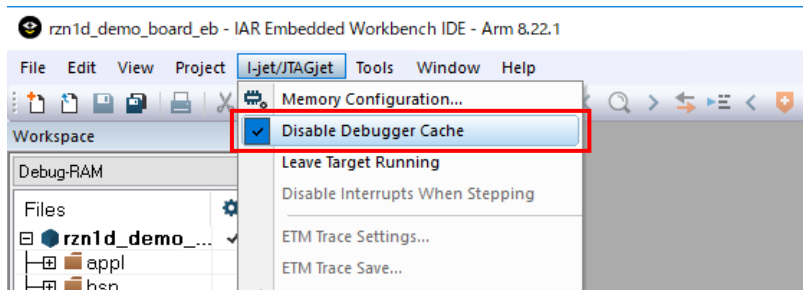 rzn1d_demo_board_eb - IAR Embedded Workbench IDE - Arm 8.22.1
File Edit View Project I-jet/JTAGjet Tools Window Help
Memory Configuration...
Workspace
Disable Debugger Cache
Debug-RAM
Leave Target Running
Disable Interrupts When Stepping
Files
rzn1d_demo_...
ETM Trace Settings...
appl
ETM Trace Save...
bsp